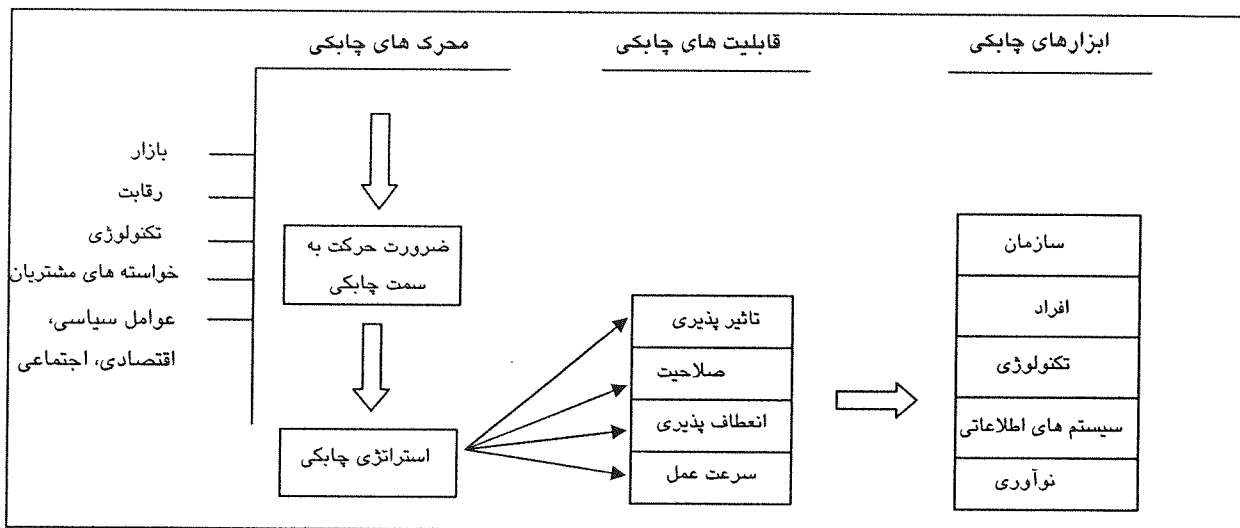 محرک های چابکی
قابلیت های چابکی
ابزارهای چابکی
بازار
رقابت
تکنولوژی
خواسته های مشتریان
عوامل سیاسی،
اقتصادی، اجتماعی
ضرورت حرکت به
سمت چابکی
استراتژی چابکی
تاثیر پذیری
صلاحیت
انعطاف پذیری
سرعت عمل
سازمان
افراد
تکنولوژی
سیستم های اطلاعاتی
نوآوری